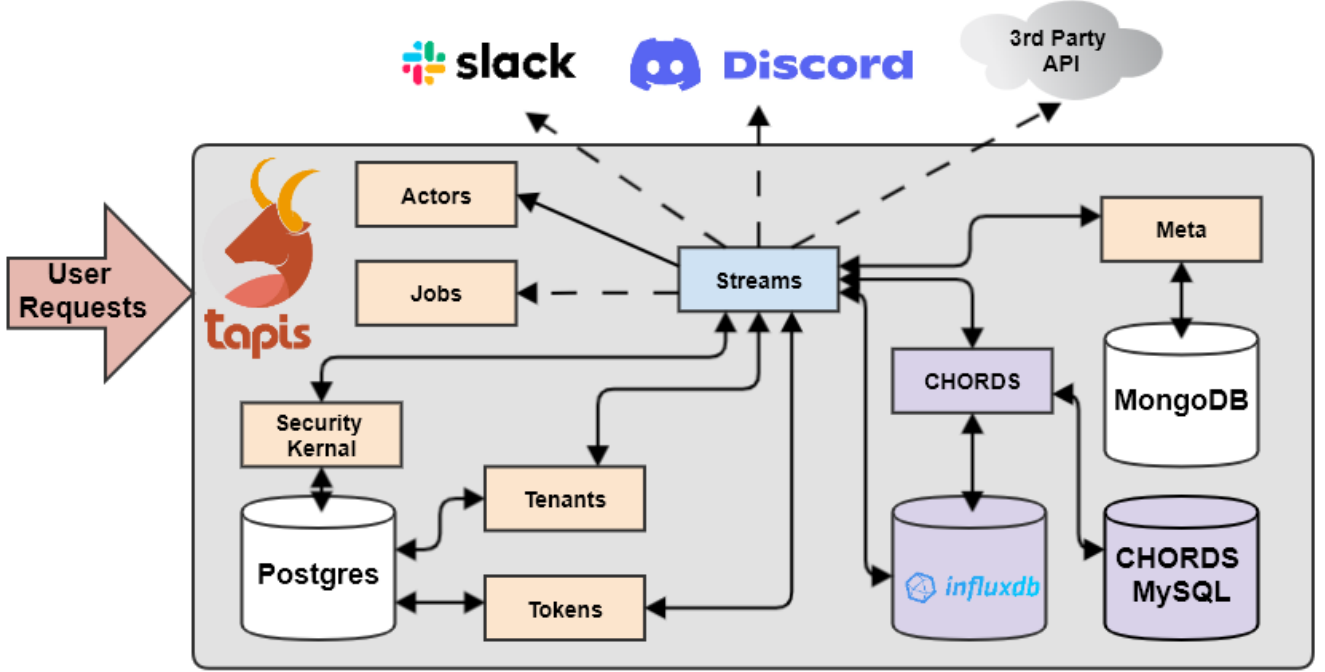 slack
Discord
3rd Party
API
User
Requests
tapis
Actors
Jobs
Streams
Meta
CHORDS
MongoDB
Security
Kernal
Tenants
Postgres
Tokens
influxdb
CHORDS
MySQL